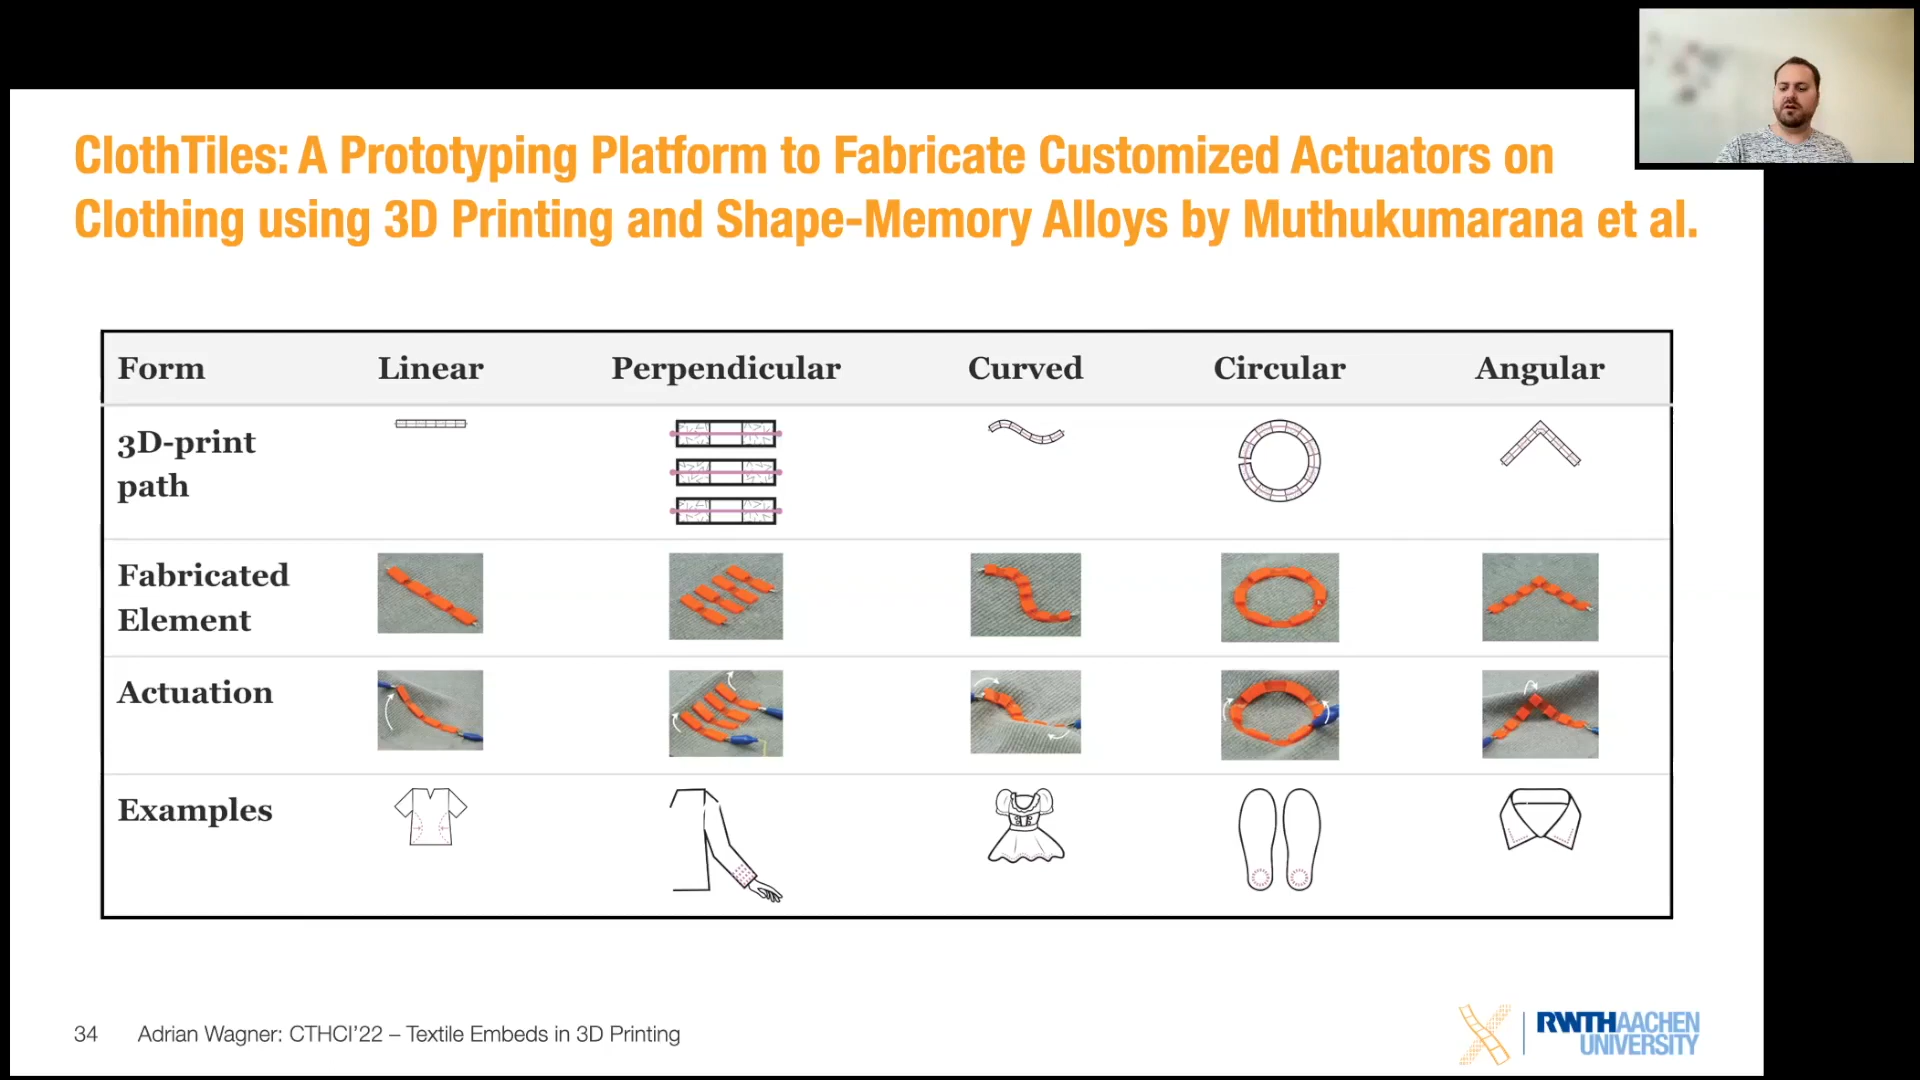 ClothTiles: A Prototyping Platform to Fabricate Customized Actuators on
Clothing using 3D Printing and Shape-Memory Alloys by Muthukumarana et al.
Form Linear Perpendicular Curved Circular Angular
3D-print
path
Fabricated
Element
Actuation
Examples
34 Adrian Wagner: CTHCI'22 – Textile Embeds in 3D Printing
RWTHAACHEN
UNIVERSITY